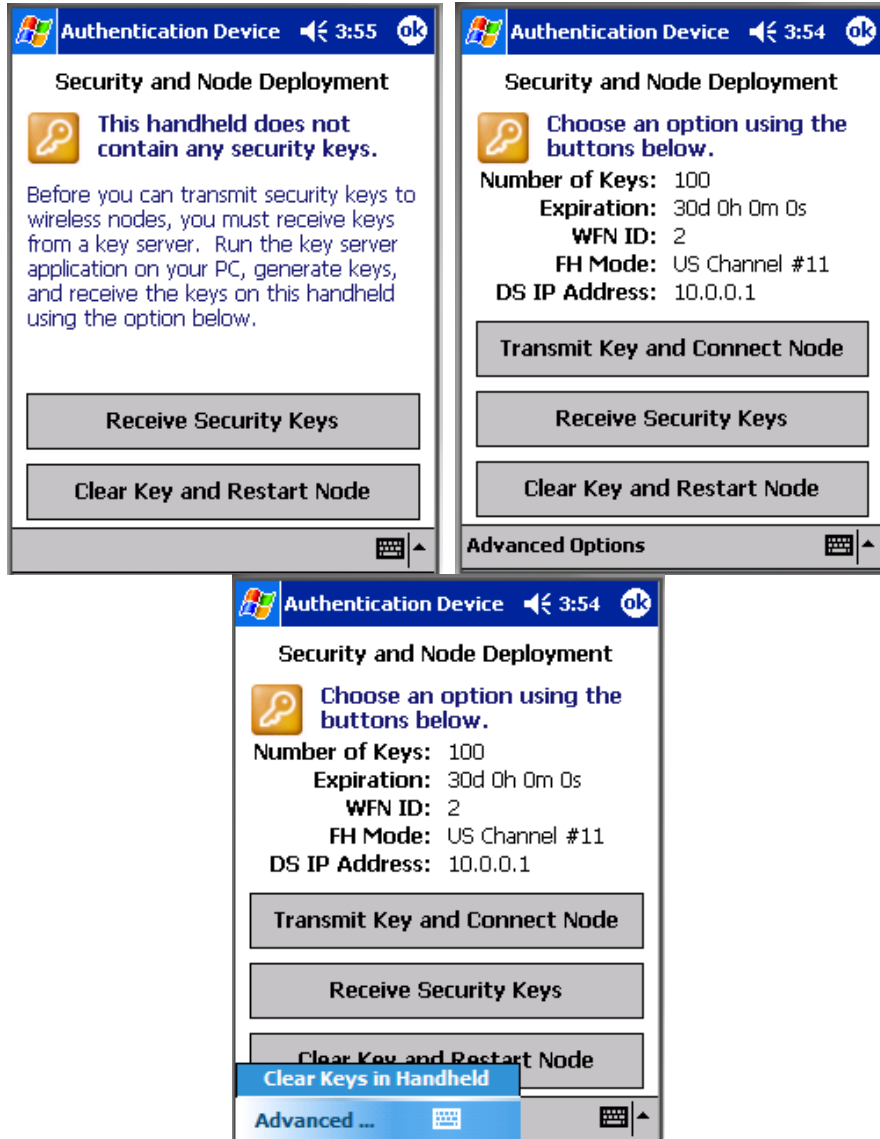 Authentication Device 3:55 ok
Security and Node Deployment
This handheld does not
contain any security keys.
Before you can transmit security keys to
wireless nodes, you must receive keys
from a key server. Run the key server
application on your PC, generate keys,
and receive the keys on this handheld
using the option below.
Receive Security Keys
Clear Key and Restart Node
Authentication Device 3:54 ok
Security and Node Deployment
Choose an option using the
buttons below.
Number of Keys: 100
Expiration: 30d 0h 0m 0s
WFN ID: 2
FH Mode: US Channel #11
DS IP Address: 10.0.0.1
Transmit Key and Connect Node
Receive Security Keys
Clear Key and Restart Node
Advanced Options
Authentication Device 3:54 ok
Security and Node Deployment
Choose an option using the
buttons below.
Number of Keys: 100
Expiration: 30d 0h 0m 0s
WFN ID: 2
FH Mode: US Channel #11
DS IP Address: 10.0.0.1
Transmit Key and Connect Node
Receive Security Keys
Clear Key and Restart Node
Clear Keys in Handheld
Advanced ...